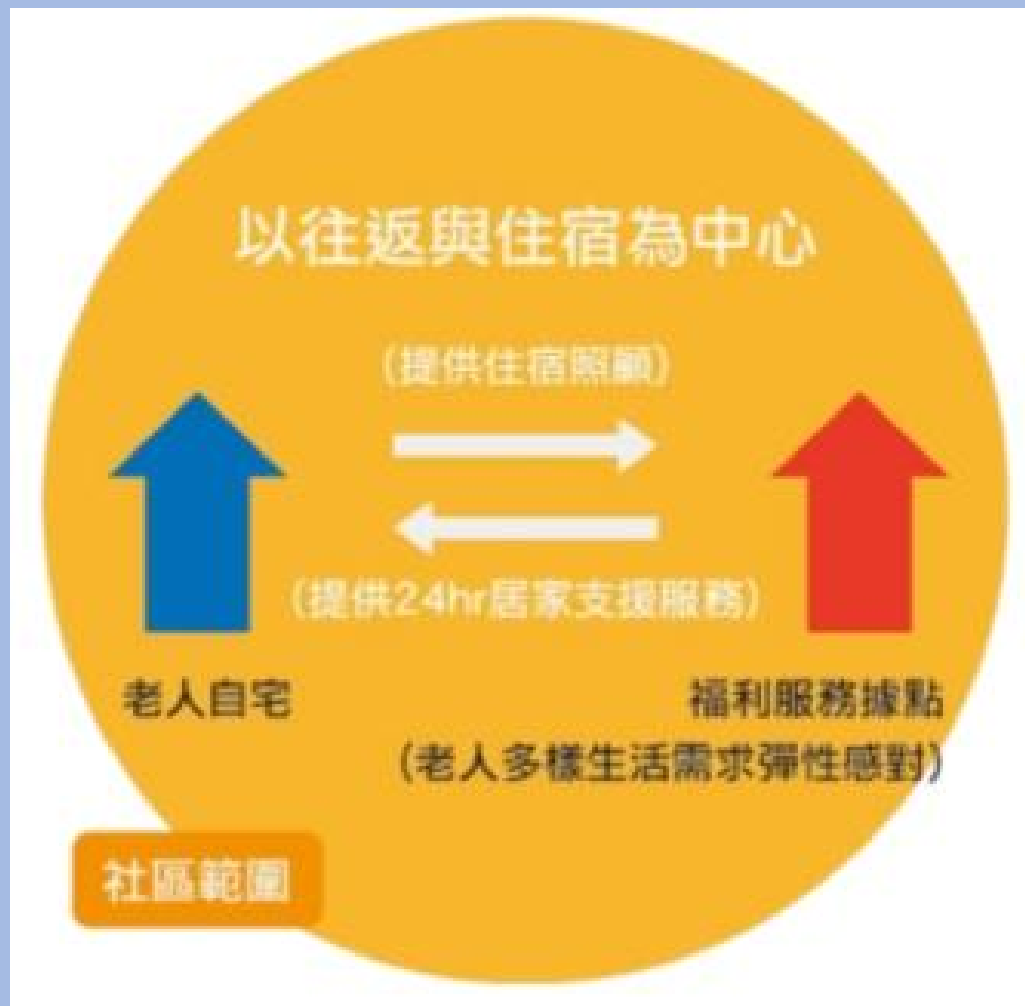 以往返與住宿為中心
(提供住宿照顧)
(提供24hr居家支援服務)
老人自宅
福利服務據點
(老人多樣生活需求彈性感對)
社區範圍